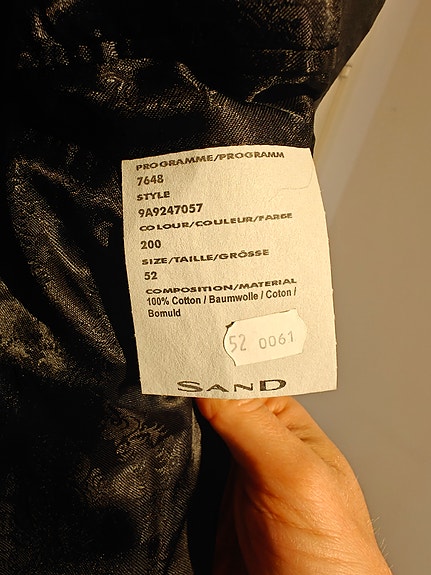 PROGRAMME/PROGRAMM
7648
STYLE
9A9247057
COLOUR/COULEUR/FARBE
200
SIZE/TAILLE/GRÖSSE
52
COMPOSITION/MATERIAL
100% Cotton / Baumwolle / Coton /
Bomuld
52 0061
SAND